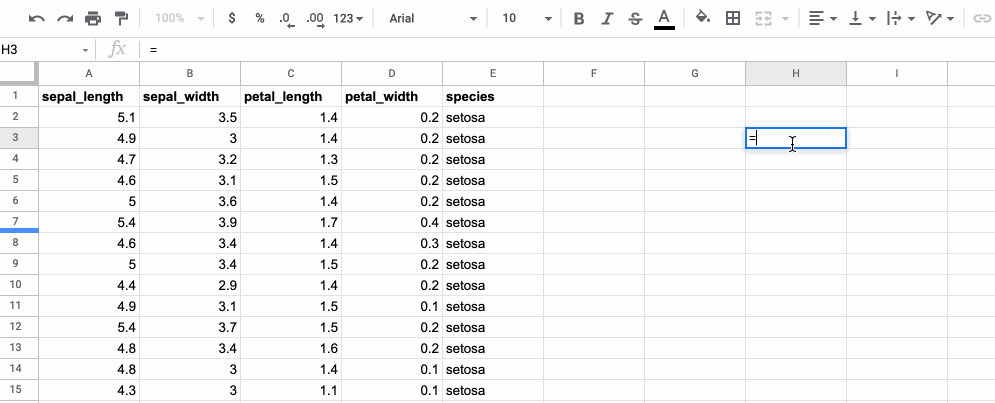 100% $ % .0 .00 123 Arial 10 B I S A
H3 fx =
A B C D E F G H I
1 sepal_length sepal_width petal_length petal_width species
2 5.1 3.5 1.4 0.2 setosa
3 4.9 3 1.4 0.2 setosa =
4 4.7 3.2 1.3 0.2 setosa
5 4.6 3.1 1.5 0.2 setosa
6 5 3.6 1.4 0.2 setosa
7 5.4 3.9 1.7 0.4 setosa
8 4.6 3.4 1.4 0.3 setosa
9 5 3.4 1.5 0.2 setosa
10 4.4 2.9 1.4 0.2 setosa
11 4.9 3.1 1.5 0.1 setosa
12 5.4 3.7 1.5 0.2 setosa
13 4.8 3.4 1.6 0.2 setosa
14 4.8 3 1.4 0.1 setosa
15 4.3 3 1.1 0.1 setosa